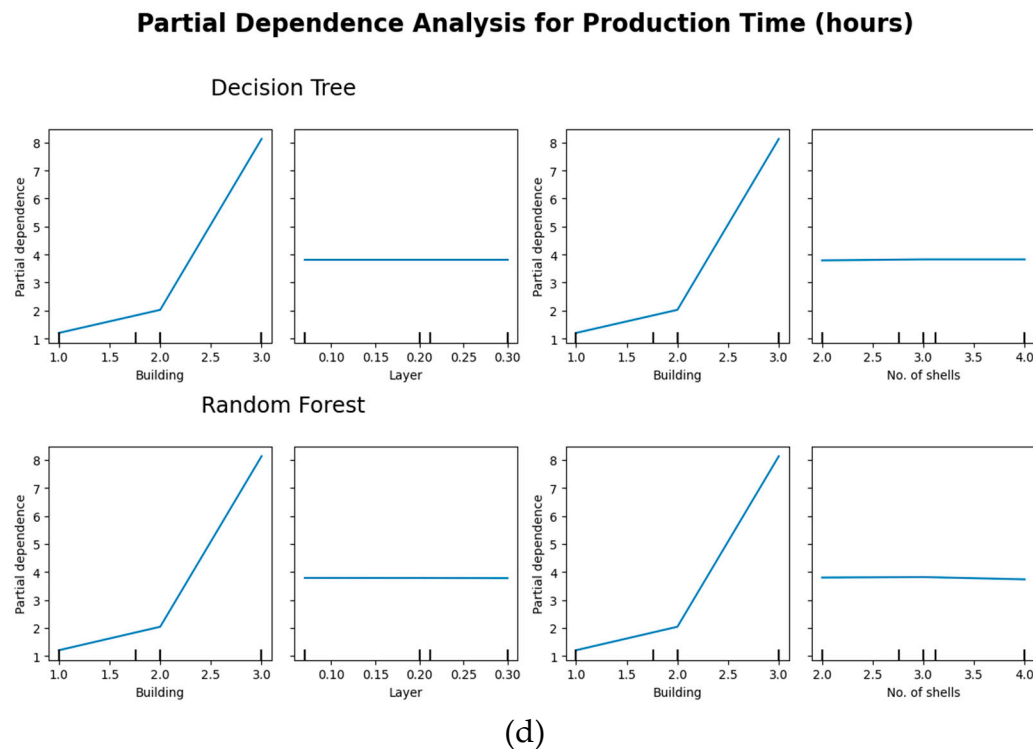 Partial Dependence Analysis for Production Time (hours)
Decision Tree
Partial dependence
8
7
6
5
4
3
2
1
1.0 1.5 2.0 2.5 3.0
Building
0.10 0.15 0.20 0.25 0.30
Layer
Partial dependence
8
7
6
5
4
3
2
1
1.0 1.5 2.0 2.5 3.0
Building
2.0 2.5 3.0 3.5 4.0
No. of shells
Random Forest
Partial dependence
8
7
6
5
4
3
2
1
1.0 1.5 2.0 2.5 3.0
Building
0.10 0.15 0.20 0.25 0.30
Layer
Partial dependence
8
7
6
5
4
3
2
1
1.0 1.5 2.0 2.5 3.0
Building
2.0 2.5 3.0 3.5 4.0
No. of shells
(d)